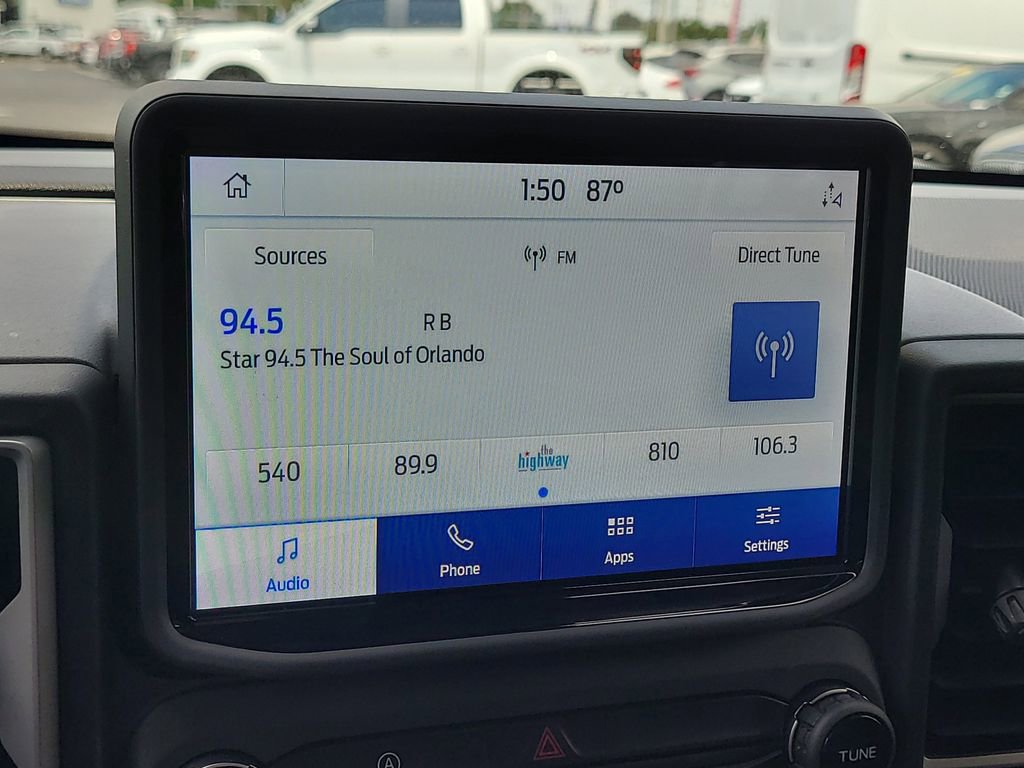 1:50 87º
Sources
FM
Direct Tune
94.5
R B
Star 94.5 The Soul of Orlando
540
89.9
the
highway
810
106.3
Audio
Phone
Apps
Settings
A
TUNE